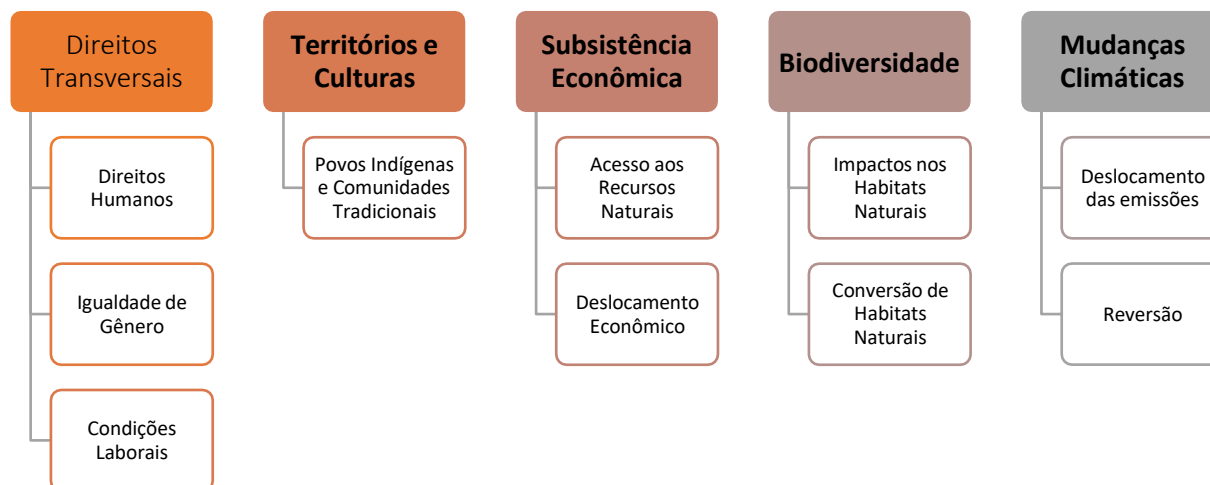 Direitos
Transversais
Direitos
Humanos
Igualdade de
Gênero
Condições
Laborais
Territórios e
Culturas
Povos Indígenas
e Comunidades
Tradicionais
Subsistência
Econômica
Acesso aos
Recursos
Naturais
Deslocamento
Econômico
Biodiversidade
Impactos nos
Habitats
Naturais
Conversão de
Habitats
Naturais
Mudanças
Climáticas
Deslocamento
das emissões
Reversão